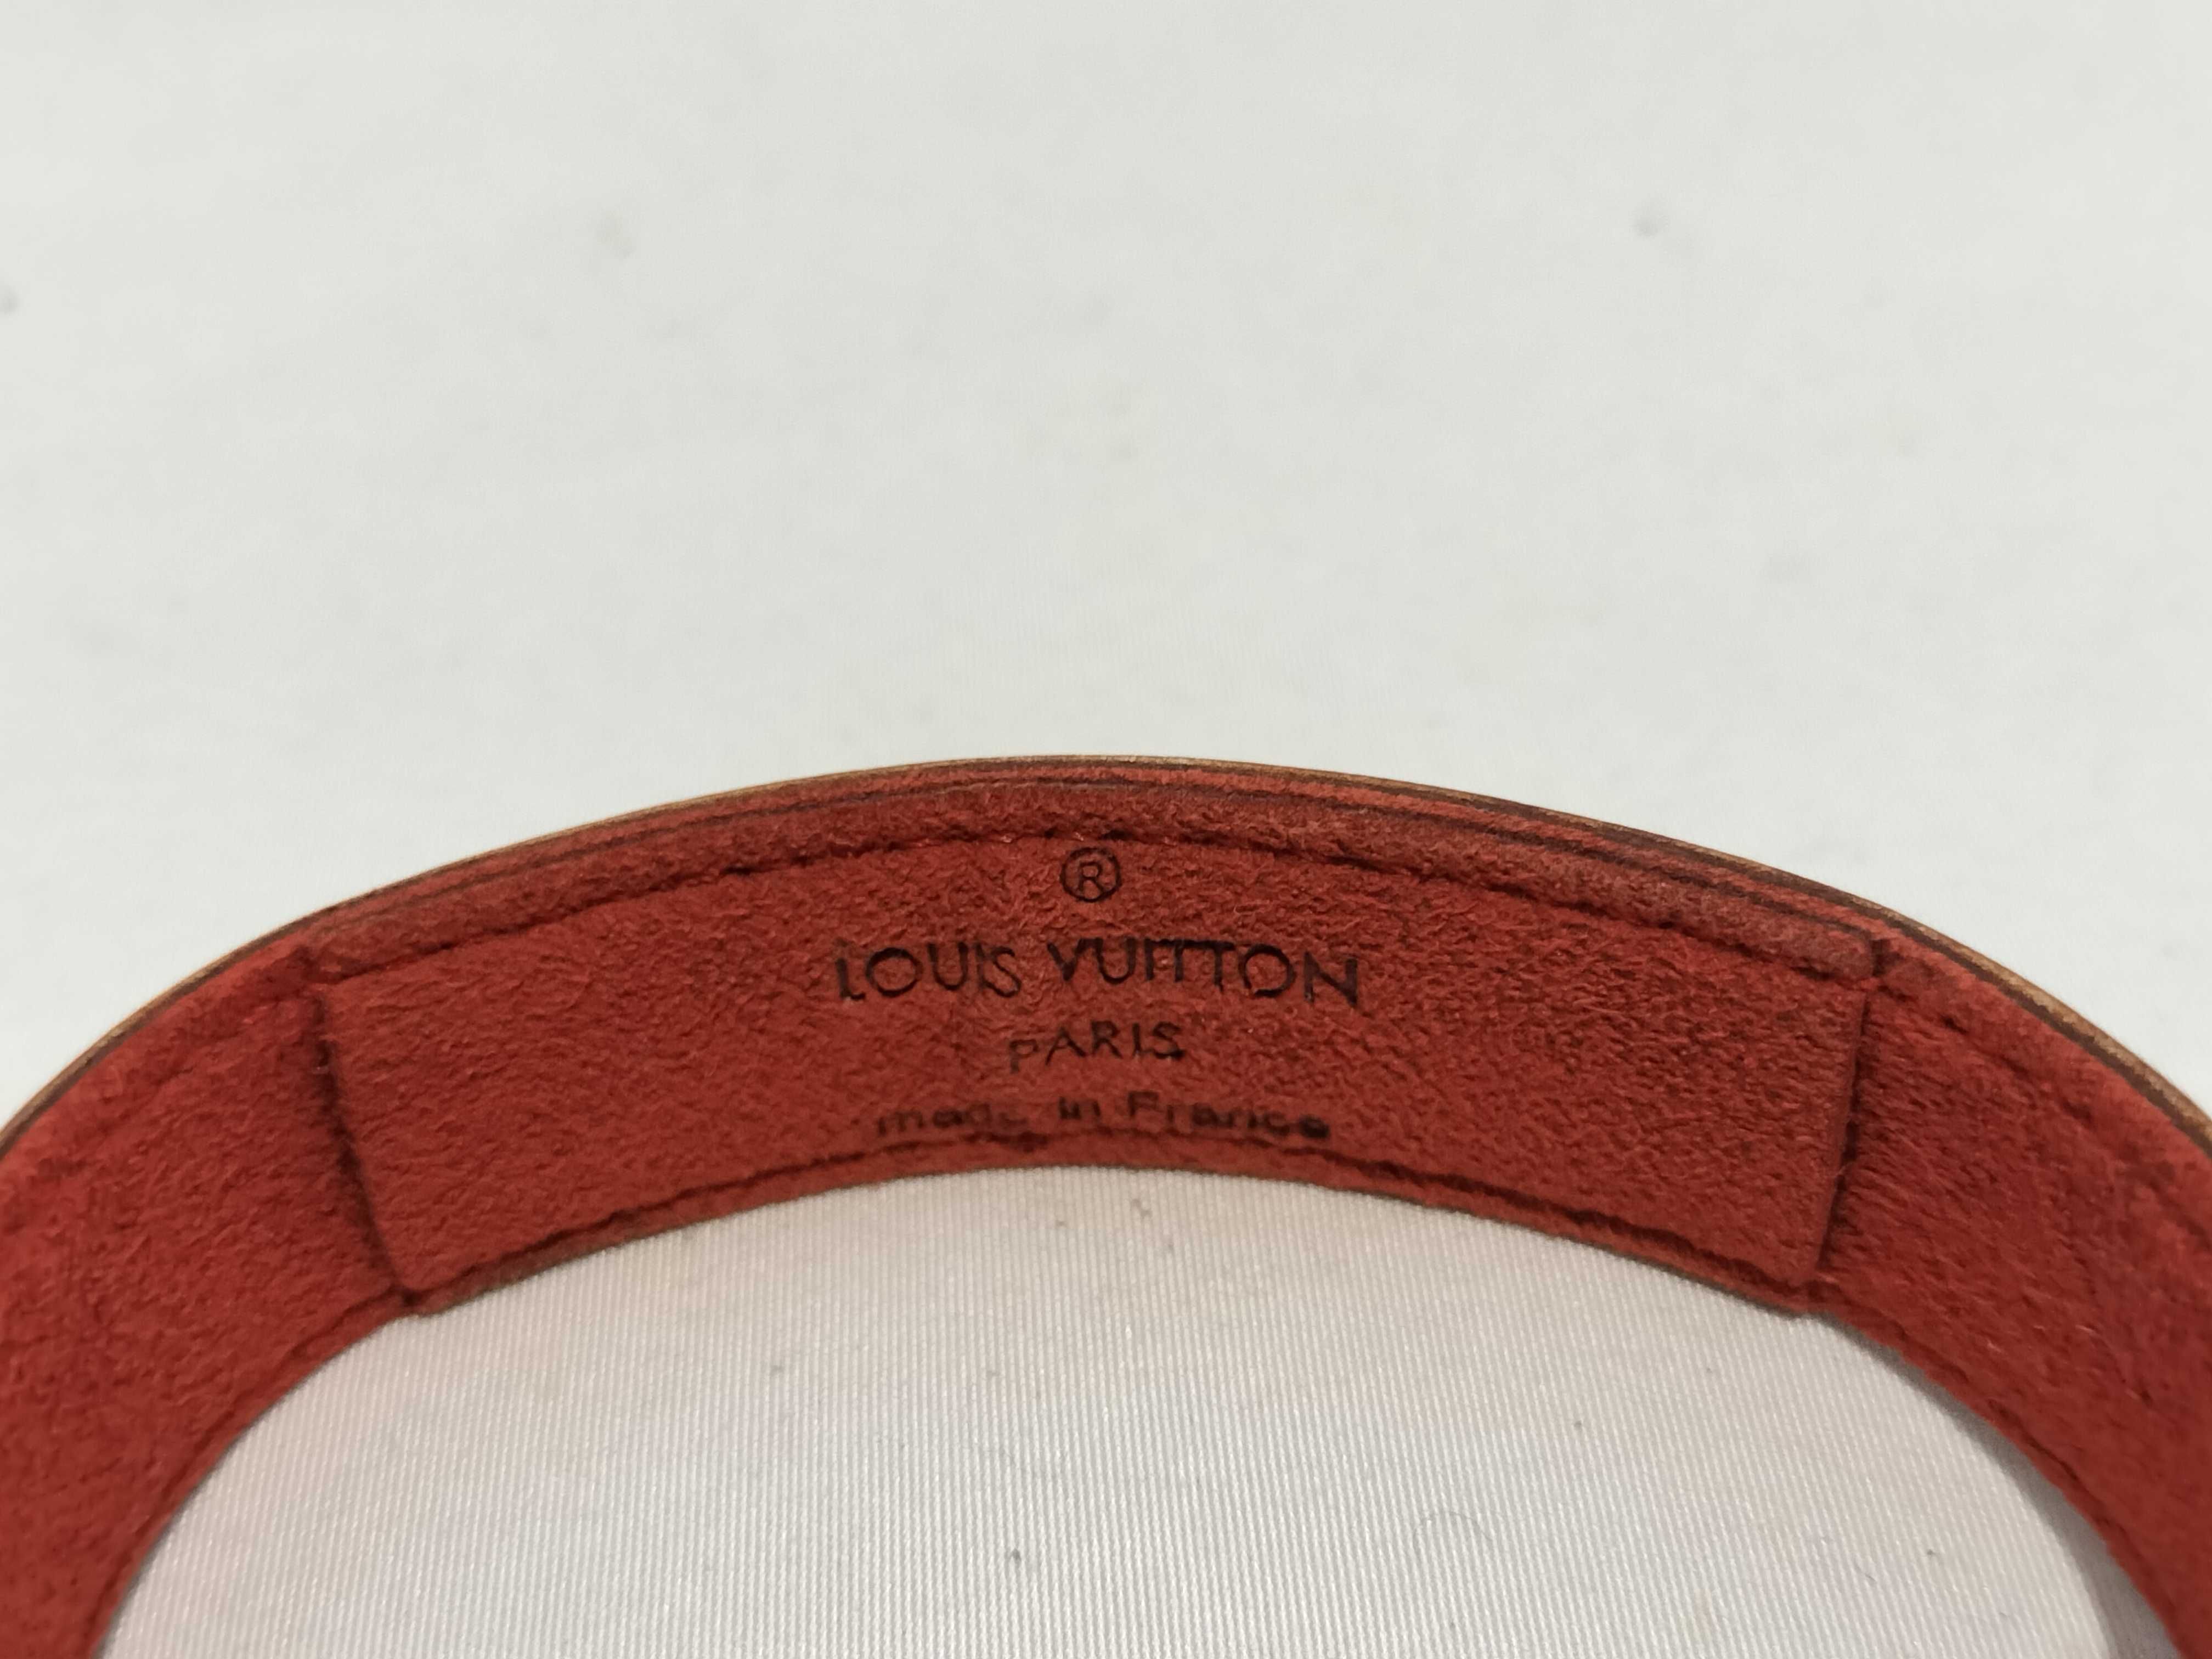 ®
LOUIS VUITTON
PARIS
made in France